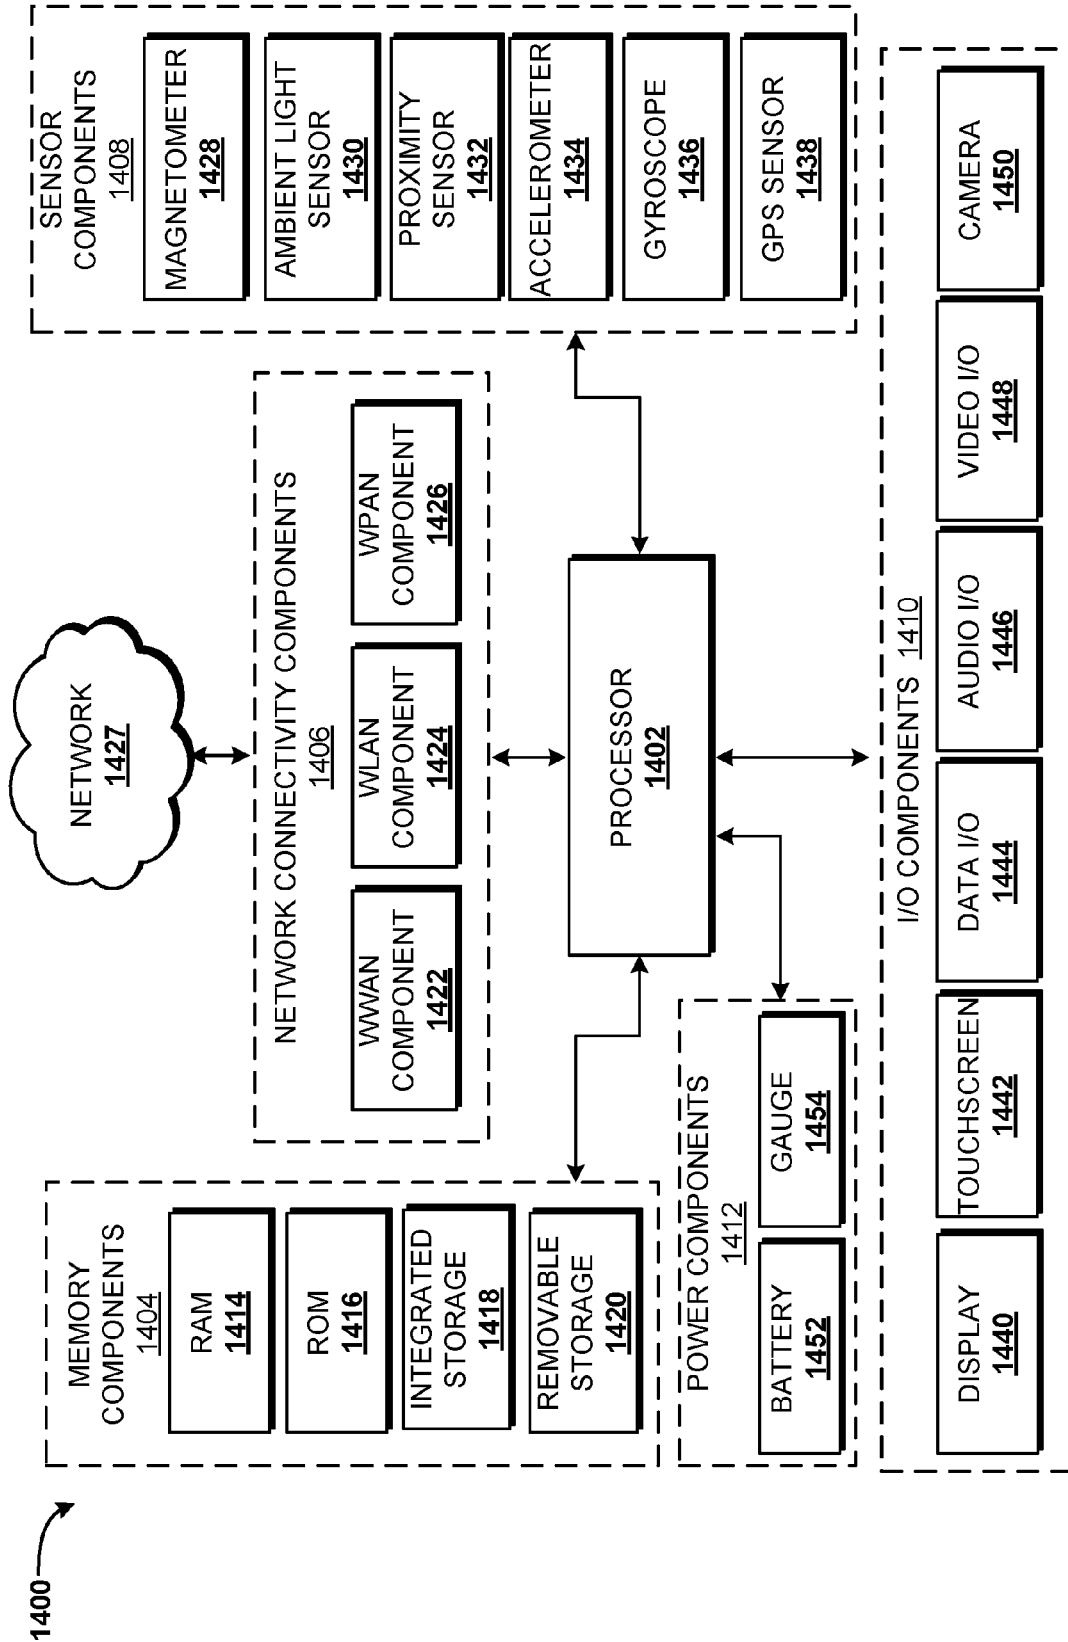 1400
MEMORY
COMPONENTS
1404
RAM
1414
ROM
1416
INTEGRATED
STORAGE
1418
REMOVABLE
STORAGE
1420
NETWORK
1427
NETWORK CONNECTIVITY COMPONENTS
1406
WWAN
COMPONENT
1422
WLAN
COMPONENT
1424
WPAN
COMPONENT
1426
SENSOR
COMPONENTS
1408
MAGNETOMETER
1428
AMBIENT LIGHT
SENSOR
1430
PROXIMITY
SENSOR
1432
ACCELEROMETER
1434
GYROSCOPE
1436
GPS SENSOR
1438
PROCESSOR
1402
POWER COMPONENTS
1412
BATTERY
1452
GAUGE
1454
I/O COMPONENTS 1410
DISPLAY
1440
TOUCHSCREEN
1442
DATA I/O
1444
AUDIO I/O
1446
VIDEO I/O
1448
CAMERA
1450